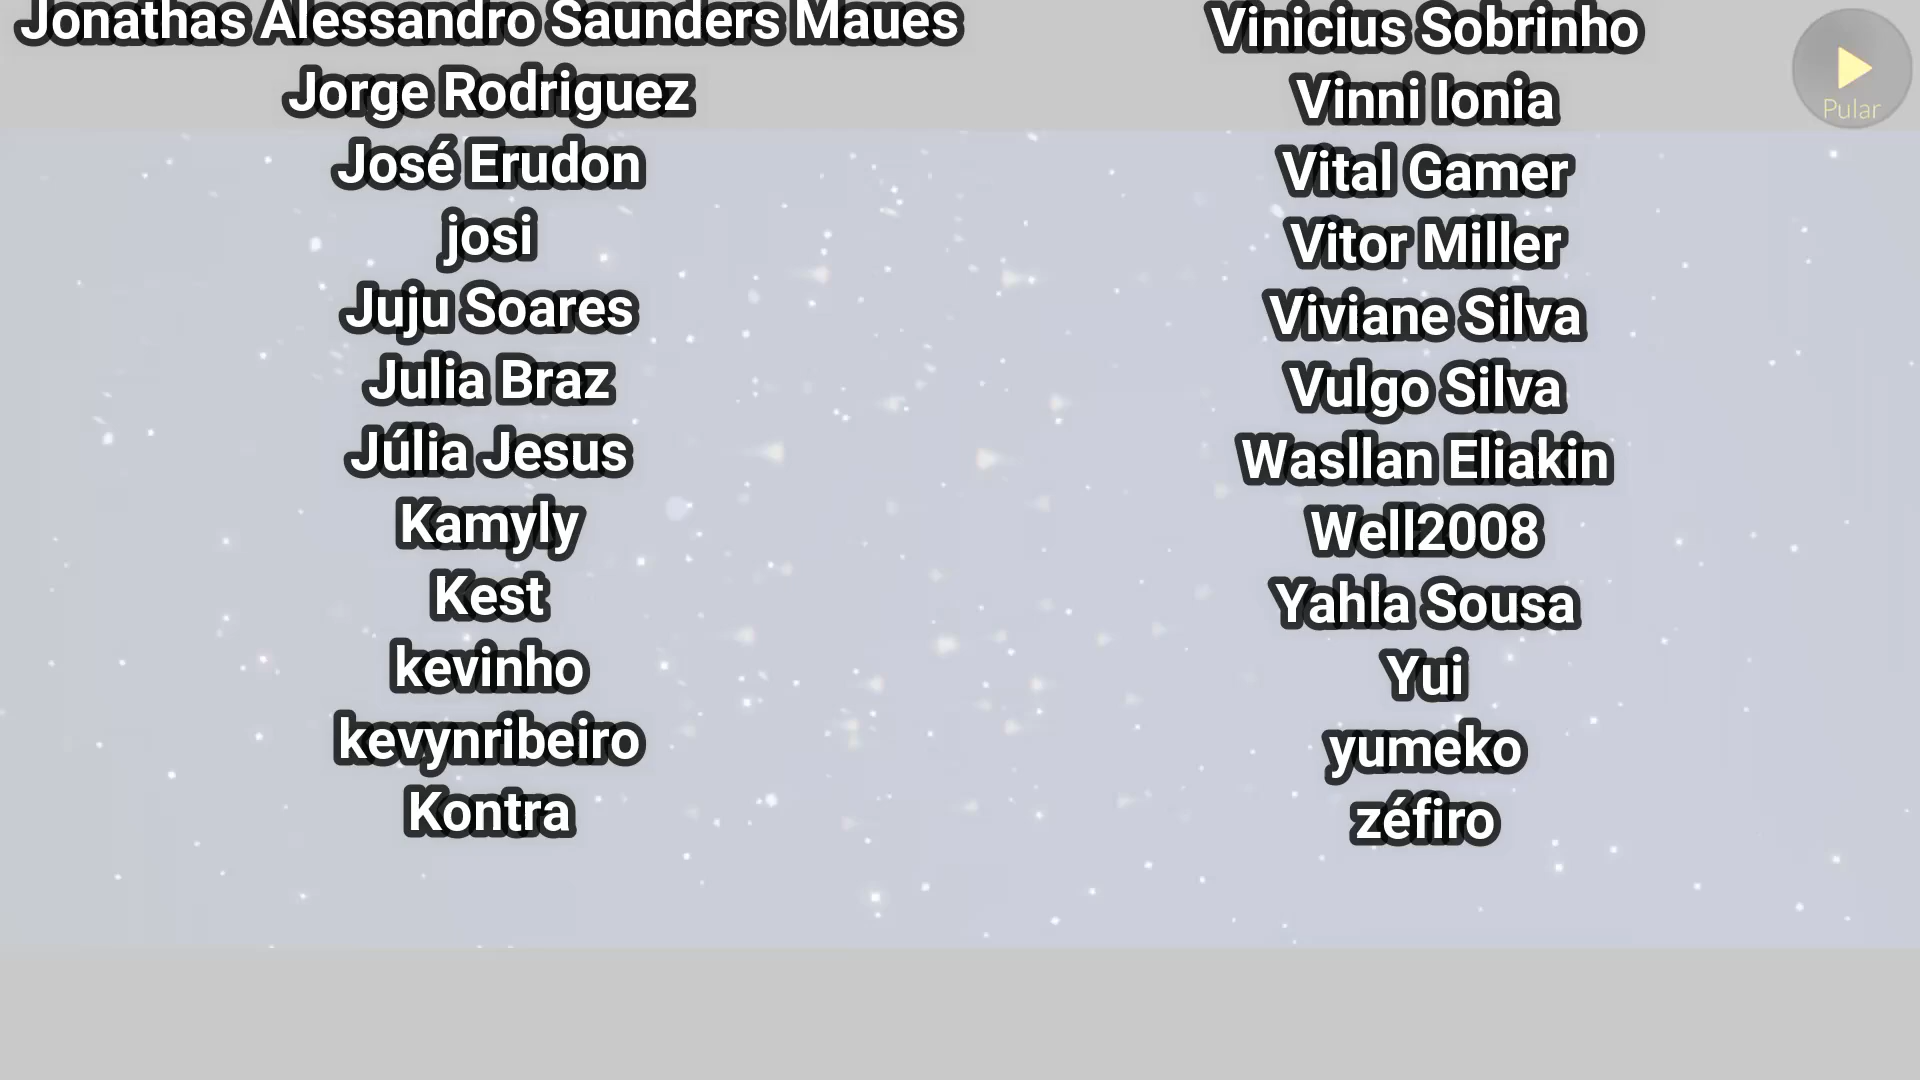 Jonathas Alessandro Saunders Maues
Jorge Rodriguez
José Erudon
josi
Juju Soares
Julia Braz
Júlia Jesus
Kamyly
Kest
kevinho
kevynribeiro
Kontra
Vinicius Sobrinho
Vinni Ionia
Vital Gamer
Vitor Miller
Viviane Silva
Vulgo Silva
Wasllan Eliakin
Well2008
Yahla Sousa
Yui
yumeko
zéfiro
Pular